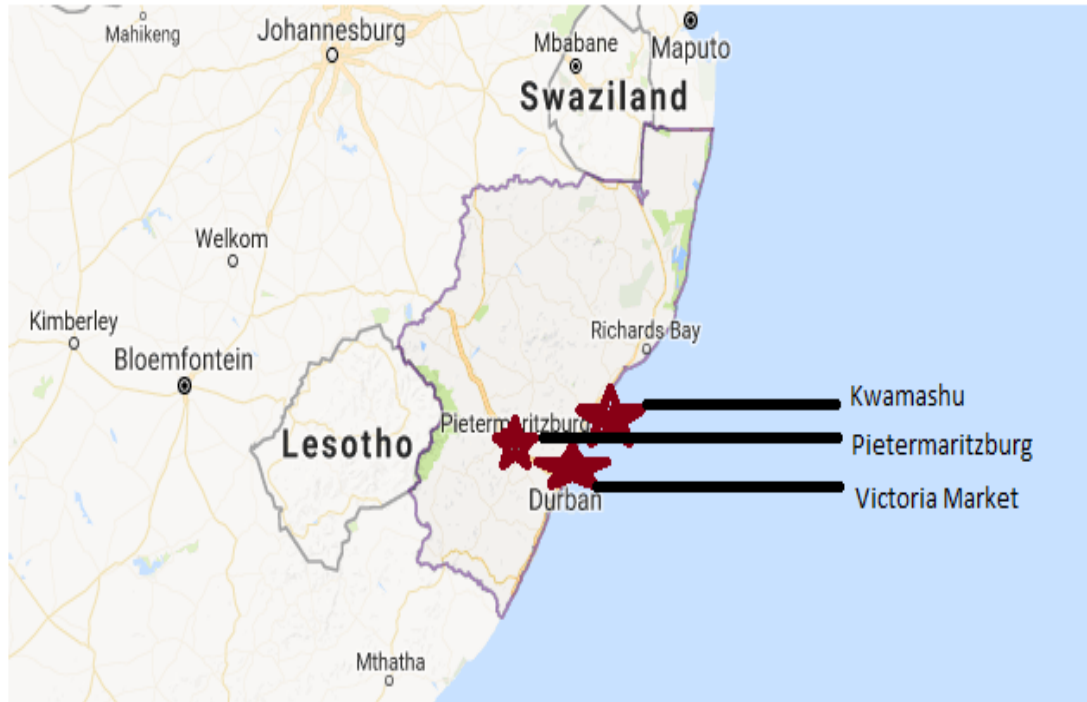 Mahikeng
Johannesburg
Mbabane
Maputo
Swaziland
Welkom
Kimberley
Bloemfontein
Richards Bay
Lesotho
Pietermaritzburg
Durban
Mthatha
Kwamashu
Pietermaritzburg
Victoria Market